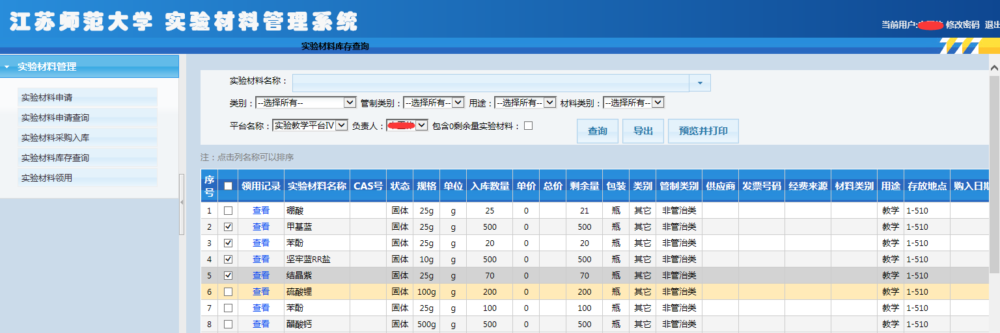 江苏师范大学 实验材料管理系统
当前用户: 修改密码 退出
实验材料库存查询
实验材料管理
实验材料申请
实验材料申请查询
实验材料采购入库
实验材料库存查询
实验材料领用
实验材料名称：
类别：--选择所有-- 管制类别：--选择所有-- 用途：--选择所有-- 材料类别：--选择所有--
平台名称：实验教学平台IV 负责人： 包含0剩余量实验材料： 查询 导出 预览并打印
注：点击列名称可以排序
序号 领用记录 实验材料名称 CAS号 状态 规格 单位 入库数量 单价 总价 剩余量 包装 类别 管制类别 供应商 发票号码 经费来源 材料类别 用途 存放地点 购入日期
1 查看 硼酸 固体 25g g 25 0 21 瓶 其它 非管治类 教学 1-510
2 查看 甲基蓝 固体 25g g 500 0 500 瓶 其它 非管治类 教学 1-510
3 查看 苯酚 固体 25g g 20 0 20 瓶 其它 非管治类 教学 1-510
4 查看 坚牢蓝RR盐 固体 10g g 500 0 500 瓶 其它 非管治类 教学 1-510
5 查看 结晶紫 固体 25g g 70 0 70 瓶 其它 非管治类 教学 1-510
6 查看 硫酸锂 固体 100g g 200 0 200 瓶 其它 非管治类 教学 1-510
7 查看 苯酚 固体 25g g 100 0 100 瓶 其它 非管治类 教学 1-510
8 查看 醋酸钙 固体 500g g 500 0 500 瓶 其它 非管治类 教学 1-510